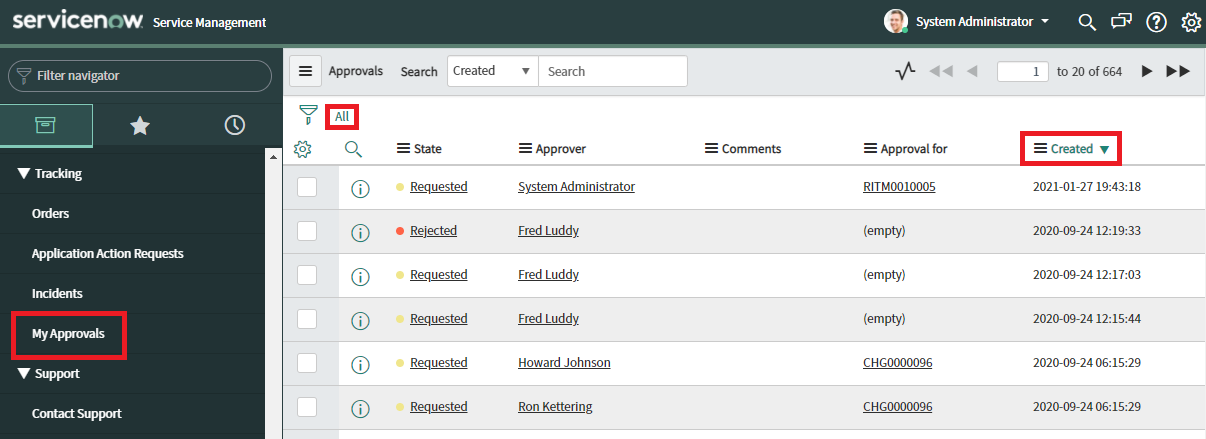 servicenow Service Management System Administrator
Filter navigator
Approvals Search Created Search 1 to 20 of 664
All
State Approver Comments Approval for Created
Tracking
Orders
Application Action Requests
Incidents
My Approvals
Support
Contact Support
Requested System Administrator RITM0010005 2021-01-27 19:43:18
Rejected Fred Luddy (empty) 2020-09-24 12:19:33
Requested Fred Luddy (empty) 2020-09-24 12:17:03
Requested Fred Luddy (empty) 2020-09-24 12:15:44
Requested Howard Johnson CHG0000096 2020-09-24 06:15:29
Requested Ron Kettering CHG0000096 2020-09-24 06:15:29